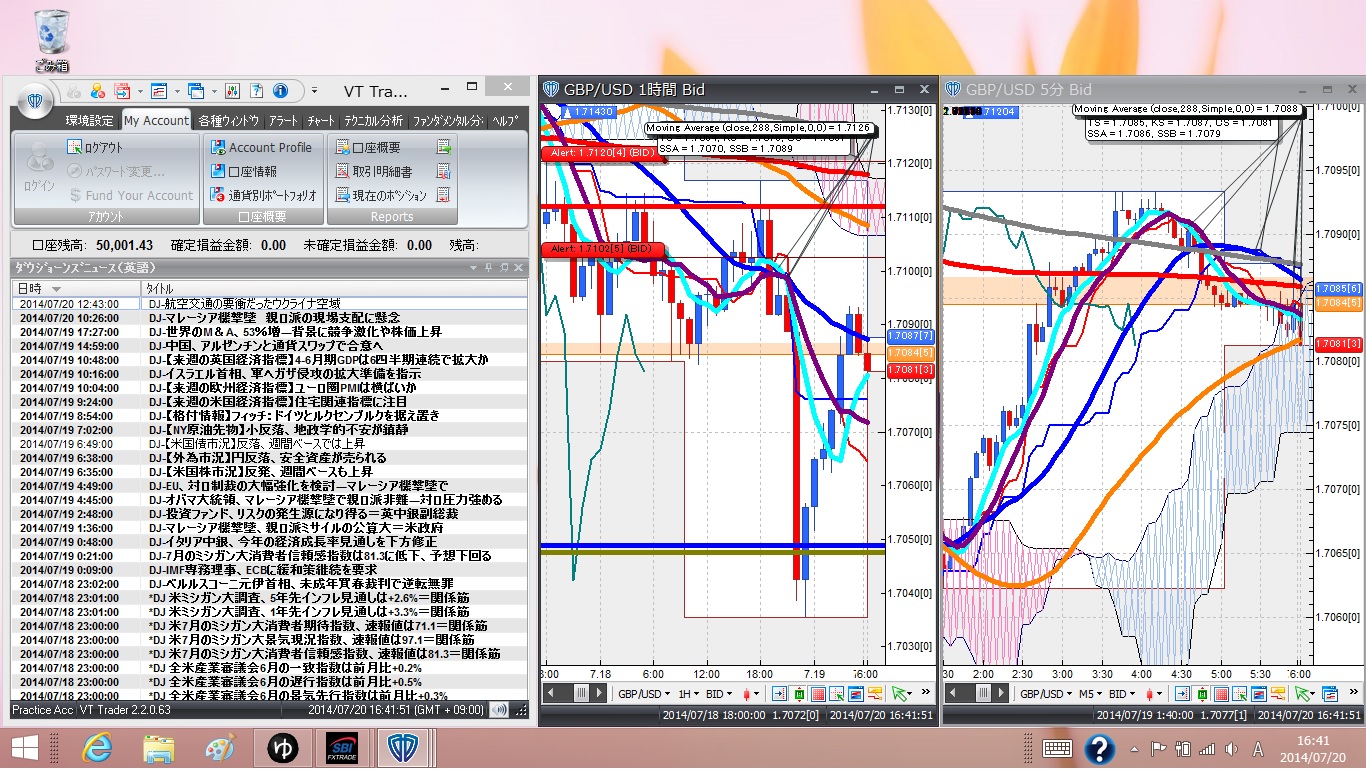 ごみ箱
VT Tra...
環境設定 My Account 各種ウィンドウ アラート チャート テクニカル分析 ファンダメンタル分 ヘルプ
ログイン
ログアウト
パスワード変更...
$ Fund Your Account
アカウント
Account Profile
口座情報
通貨別ポートフォリオ
口座概要
口座概要
取引明細書
現在のポジション
Reports
口座残高: 50,001.43 確定損益金額: 0.00 未確定損益金額: 0.00 残高:
ダウジョーンズニュース(英語)
日時 タイトル
2014/07/20 12:43:00 DJ-航空交通の要衝だったウクライナ空域
2014/07/20 10:26:00 DJ-マレーシア機撃墜 親ロ派の現場支配に懸念
2014/07/19 17:27:00 DJ-世界のM&A、53%増—背景に競争激化や株価上昇
2014/07/19 14:56:00 DJ-中国、アルゼンチンと通貨スワップで合意へ
2014/07/19 10:24:00 DJ-【来週の英国経済指標】4-6月期GDPは6四半期連続で拡大か
2014/07/19 10:16:00 DJ-イスラエル首相、軍へガザ侵攻の拡大準備を指示
2014/07/19 10:04:00 DJ-【来週の欧州経済指標】ユーロ圏PMIは横ばいか
2014/07/19 9:24:00 DJ-【来週の米国経済指標】住宅関連指標に注目
2014/07/19 8:54:00 DJ-【格付情報】フィッチ:ドイツとルクセンブルクを据え置き
2014/07/19 7:02:00 DJ-【NY原油先物】小反落、地政学的不安が鎮静
2014/07/19 6:49:00 DJ-【米国債市況】反落、週間ベースでは上昇
2014/07/19 6:38:00 DJ-【外為市況】円反落、安全資産が売られる
2014/07/19 6:35:00 DJ-【米国株市況】反発、週間ベースも上昇
2014/07/19 4:49:00 DJ-EU、対ロ制裁の大幅強化を検討—マレーシア機撃墜で
2014/07/19 4:45:00 DJ-オバマ大統領、マレーシア機撃墜で親ロ派非難—対ロ圧力強める
2014/07/19 2:48:00 DJ-投資ファンド、リスクの発生源になり得る=英中銀副総裁
2014/07/19 1:36:00 DJ-マレーシア機撃墜、親ロ派ミサイルの公算大=米政府
2014/07/19 0:48:00 DJ-イタリア中銀、今年の経済成長率見通しを下方修正
2014/07/19 0:21:00 DJ-7月のミシガン大消費者信頼感指数は81.3に低下、予想下回る
2014/07/19 0:09:00 DJ-IMF専務理事、ECBに緩和策継続を要求
2014/07/18 23:02:00 DJ-ベルルスコーニ元伊首相、未成年買春裁判で逆転無罪
2014/07/18 23:01:00 *DJ 米ミシガン大調査、5年先インフレ見通しは+2.6%=関係筋
2014/07/18 23:01:00 *DJ 米ミシガン大調査、1年先インフレ見通しは+3.3%=関係筋
2014/07/18 23:00:00 *DJ 米7月のミシガン大消費者期待指数、速報値は71.1=関係筋
2014/07/18 23:00:00 *DJ 米7月のミシガン大景気現況指数、速報値は97.1=関係筋
2014/07/18 23:00:00 *DJ 米7月のミシガン大消費者信頼感指数、速報値は81.3=関係筋
2014/07/18 23:00:00 *DJ 全米産業審議会6月の一致指数は前月比+0.2%
2014/07/18 23:00:00 *DJ 全米産業審議会6月の遅行指数は前月比+0.5%
2014/07/18 23:00:00 *DJ 全米産業審議会6月の景気先行指数は前月比+0.3%
Practice Acc VT Trader 2.2.0.63 2014/07/20 16:41:51 (GMT + 09:00)
GBP/USD 1時間 Bid
1.71430
Moving Average (close,288,Simple,0,0) = 1.7126
SSA = 1.7070, SSB = 1.7089
Alert: 1.7120[4] (BID)
Alert: 1.7102[5] (BID)
1.7130[0]
1.7120[0]
1.7110[0]
1.7100[0]
1.7090[0]
1.7087[7]
1.7084[5]
1.7081[3]
1.7070[0]
1.7060[0]
1.7050[0]
1.7040[0]
1.7030[0]
7.18 6:00 12:00 18:00 7.19 16:00
GBP/USD 1H BID
2014/07/18 18:00:00 1.7072[0] 2014/07/20 16:41:51
GBP/USD 5分 Bid
71204
Moving Average (close,288,Simple,0,0) = 1.7088
TS = 1.7085, KS = 1.7087, CS = 1.7081
SSA = 1.7086, SSB = 1.7079
1.7100[0]
1.7095[0]
1.7090[0]
1.7085[6]
1.7084[5]
1.7081[3]
1.7080[0]
1.7075[0]
1.7070[0]
1.7065[0]
1.7060[0]
2:00 2:30 3:00 3:30 4:00 4:30 5:00 5:30 16:00
GBP/USD M5 BID
2014/07/19 1:40:00 1.7077[1] 2014/07/20 16:41:51
ゆ
SBI
FXTRADE
A
16:41
2014/07/20